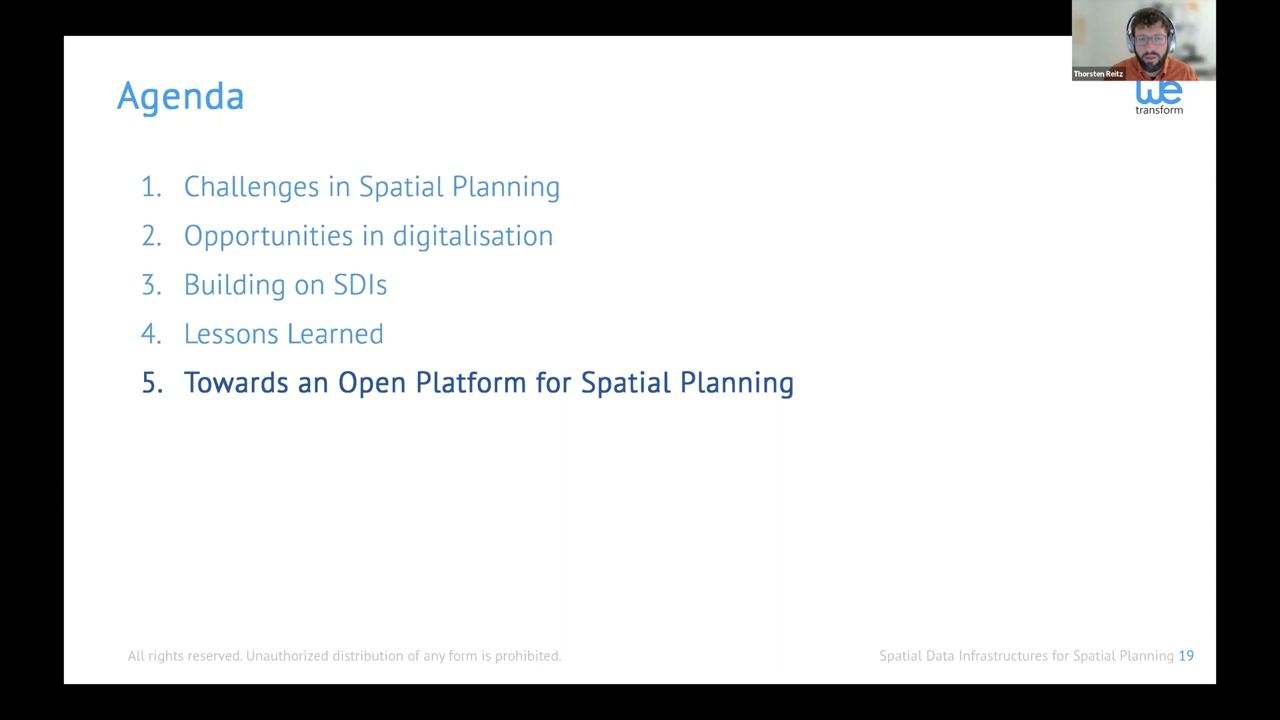 Thorsten Reitz
Agenda
we
transform
1. Challenges in Spatial Planning
2. Opportunities in digitalisation
3. Building on SDIs
4. Lessons Learned
5. Towards an Open Platform for Spatial Planning
All rights reserved. Unauthorized distribution of any form is prohibited.
Spatial Data Infrastructures for Spatial Planning 19